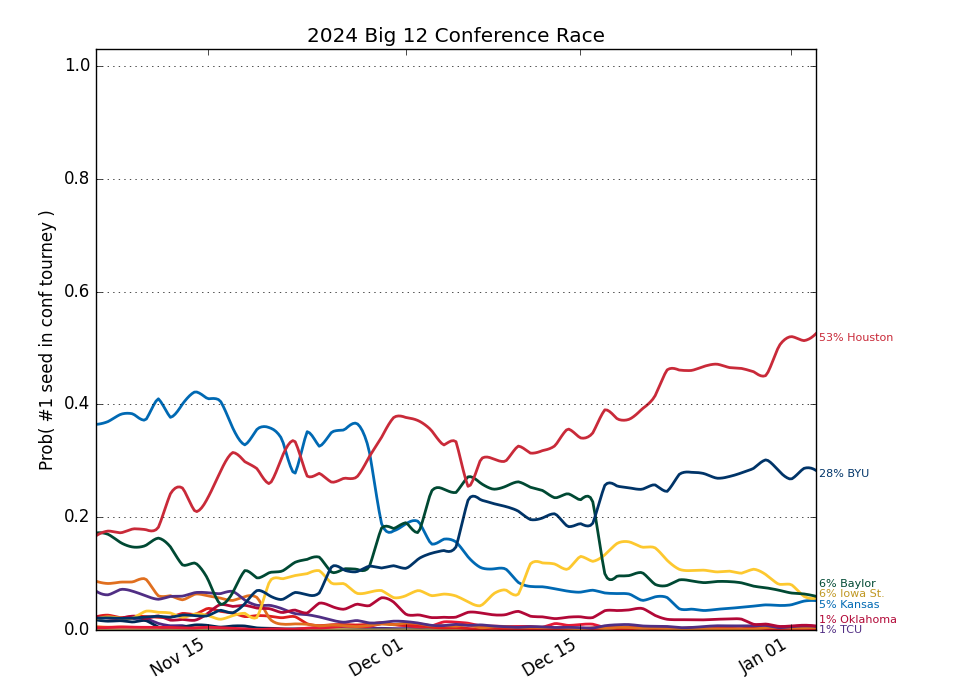 2024 Big 12 Conference Race
Prob( #1 seed in conf tourney )
1.0
0.8
0.6
0.4
0.2
0.0
53% Houston
28% BYU
6% Baylor
6% Iowa St.
5% Kansas
1% Oklahoma
1% TCU
Nov 15
Dec 01
Dec 15
Jan 01